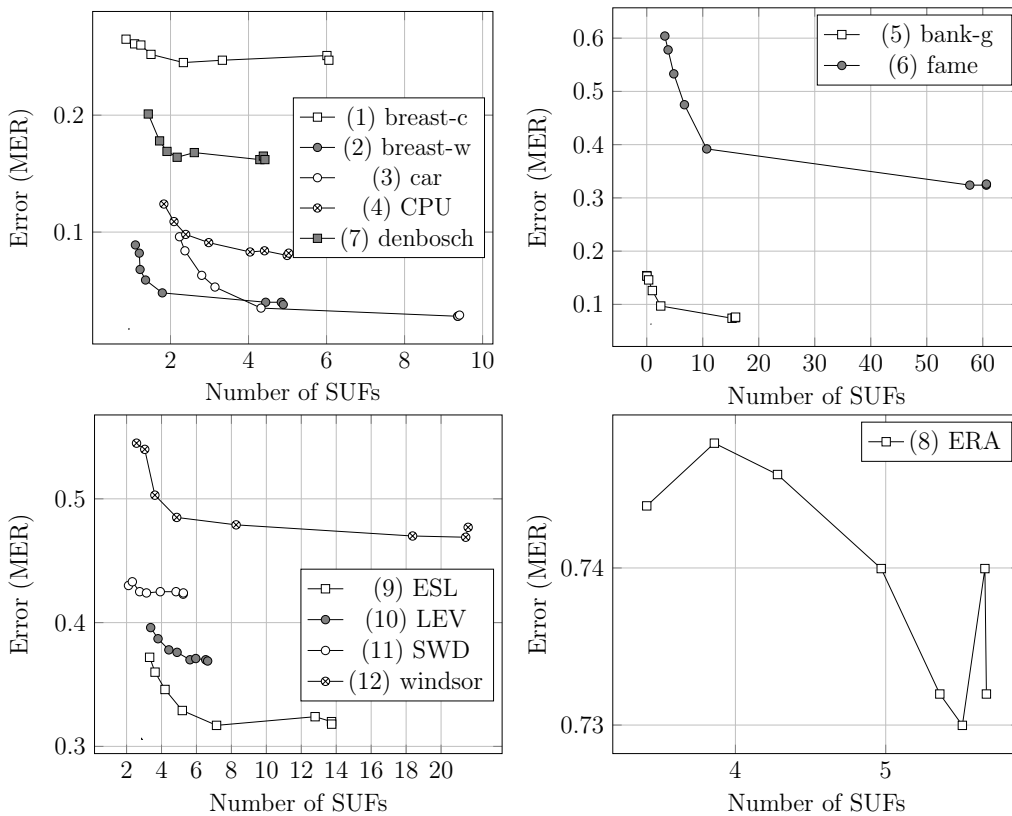 0.2
0.1
Error (MER)
2
4
6
8
10
Number of SUFs
(1) breast-c
(2) breast-w
(3) car
(4) CPU
(7) denbosch
0.6
0.5
0.4
0.3
0.2
0.1
Error (MER)
0
10
20
30
40
50
60
Number of SUFs
(5) bank-g
(6) fame
0.5
0.4
0.3
Error (MER)
2
4
6
8
10
12
14
16
18
20
Number of SUFs
(9) ESL
(10) LEV
(11) SWD
(12) windsor
0.74
0.73
Error (MER)
4
5
Number of SUFs
(8) ERA